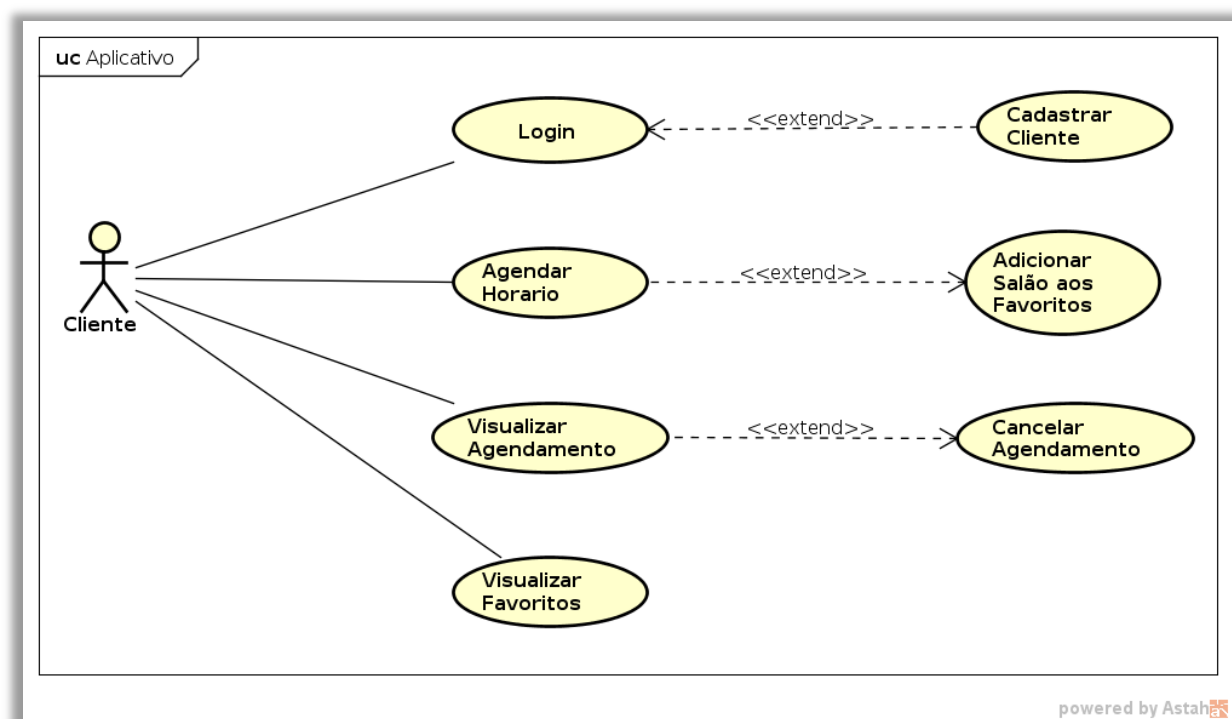 uc Aplicativo
Login
<<extend>>
Cadastrar
Cliente
Cliente
Agendar
Horario
<<extend>>
Adicionar
Salão aos
Favoritos
Visualizar
Agendamento
<<extend>>
Cancelar
Agendamento
Visualizar
Favoritos
powered by Astah